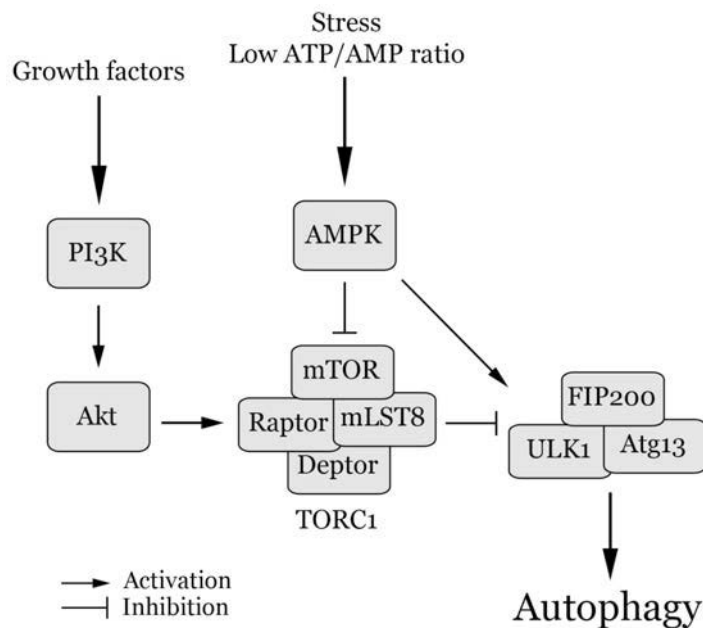 Stress
Low ATP/AMP ratio
Growth factors
PI3K
AMPK
Akt
mTOR
Raptor
mLST8
Deptor
TORC1
FIP200
ULK1
Atg13
Activation
Inhibition
Autophagy